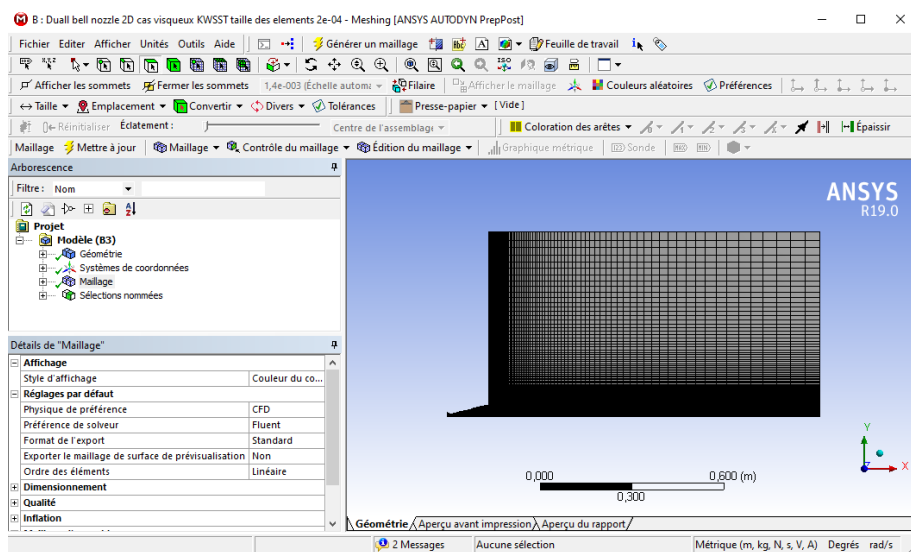 B : Duall bell nozzle 2D cas visqueux KWSST taille des elements 2e-04 - Meshing [ANSYS AUTODYN PrepPost]
Fichier Editer Afficher Unités Outils Aide Générer un maillage Feuille de travail
Afficher les sommets Fermer les sommets 1,4e-003 (Échelle automa Filaire Afficher le maillage Couleurs aléatoires Préférences
Taille Emplacement Convertir Divers Tolérances Presse-papier [Vide]
Réinitialiser Éclatement : Centre de l'assemblage Coloration des arêtes Épaissir
Maillage Mettre à jour Maillage Contrôle du maillage Édition du maillage Graphique métrique Sonde
Arborescence
Filtre : Nom
Projet
Modèle (B3)
Géométrie
Systèmes de coordonnées
Maillage
Sélections nommées
Détails de "Maillage"
Affichage
Style d'affichage Couleur du co...
Réglages par défaut
Physique de préférence CFD
Préférence de solveur Fluent
Format de l'export Standard
Exporter le maillage de surface de prévisualisation Non
Ordre des éléments Linéaire
Dimensionnement
Qualité
Inflation
ANSYS
R19.0
Y
X
0,000 0,600 (m)
0,300
Géométrie Aperçu avant impression Aperçu du rapport
2 Messages Aucune sélection Métrique (m, kg, N, s, V, A) Degrés rad/s